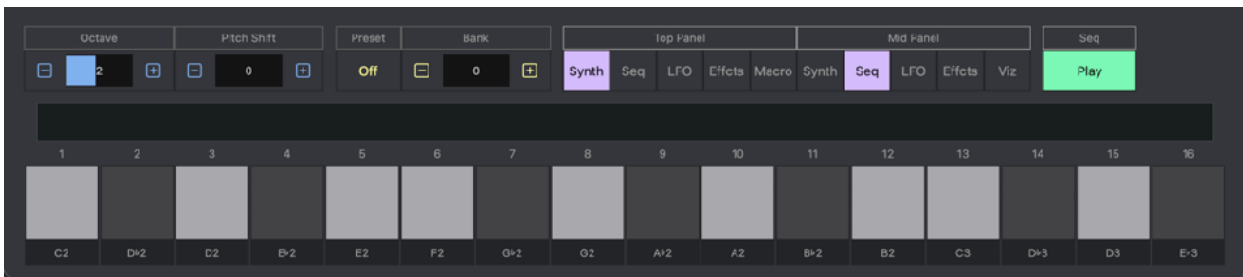 Octave Pitch Shift Preset Bank Top Panel Mid Panel Seq
2 0 Off 0 Synth Seq LFO Effcts Macro Synth Seq LFO Effcts Viz Play
1 2 3 4 5 6 7 8 9 10 11 12 13 14 15 16
C2 D♭2 D2 E♭2 E2 F2 G♭2 G2 A♭2 A2 B♭2 B2 C3 D♭3 D3 E♭3